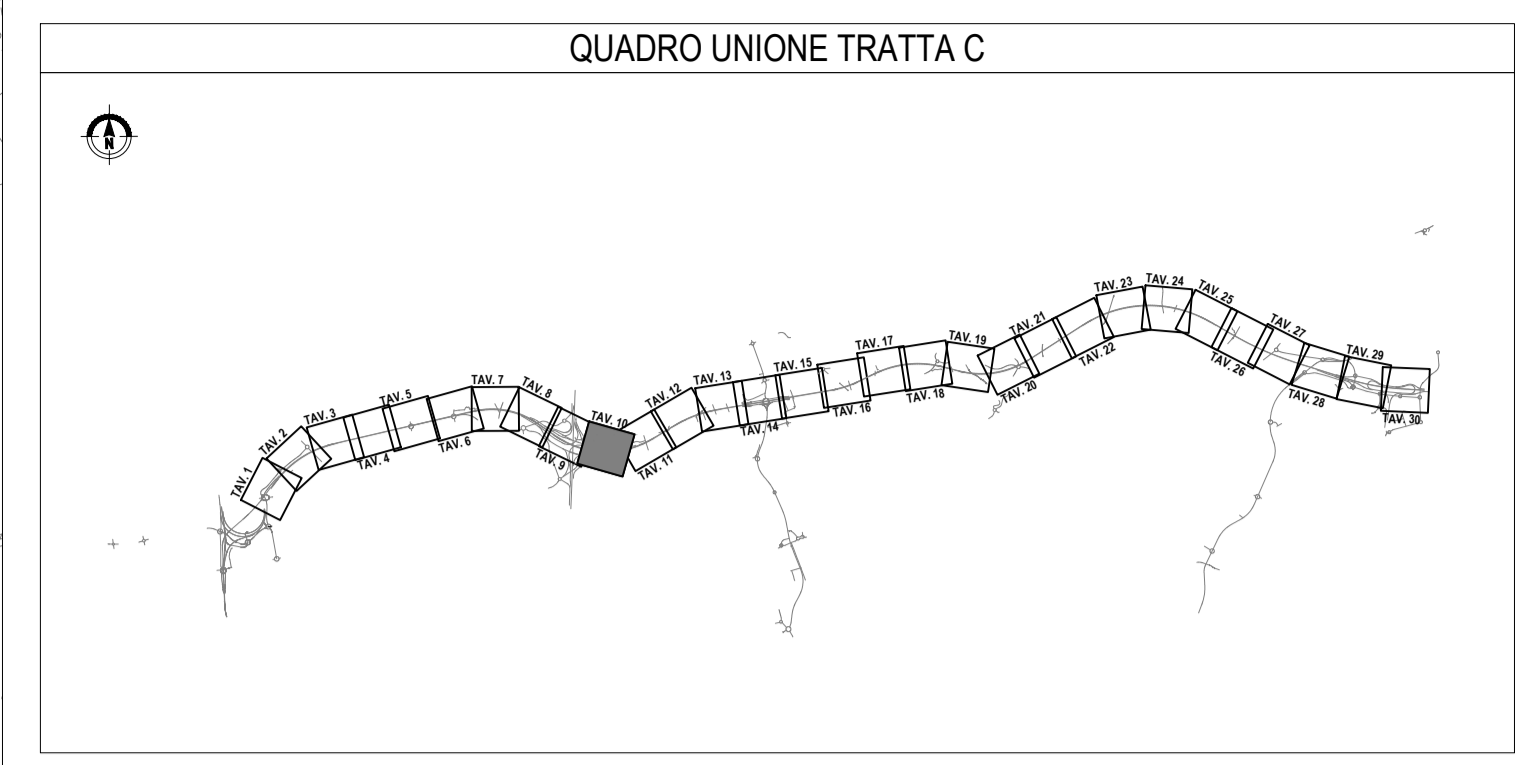 QUADRO UNIONE TRATTA C
N
TAV. 1
TAV. 2
TAV. 3
TAV. 4
TAV. 5
TAV. 6
TAV. 7
TAV. 8
TAV. 9
TAV. 10
TAV. 11
TAV. 12
TAV. 13
TAV. 14
TAV. 15
TAV. 16
TAV. 17
TAV. 18
TAV. 19
TAV. 20
TAV. 21
TAV. 22
TAV. 23
TAV. 24
TAV. 25
TAV. 26
TAV. 27
TAV. 28
TAV. 29
TAV. 30